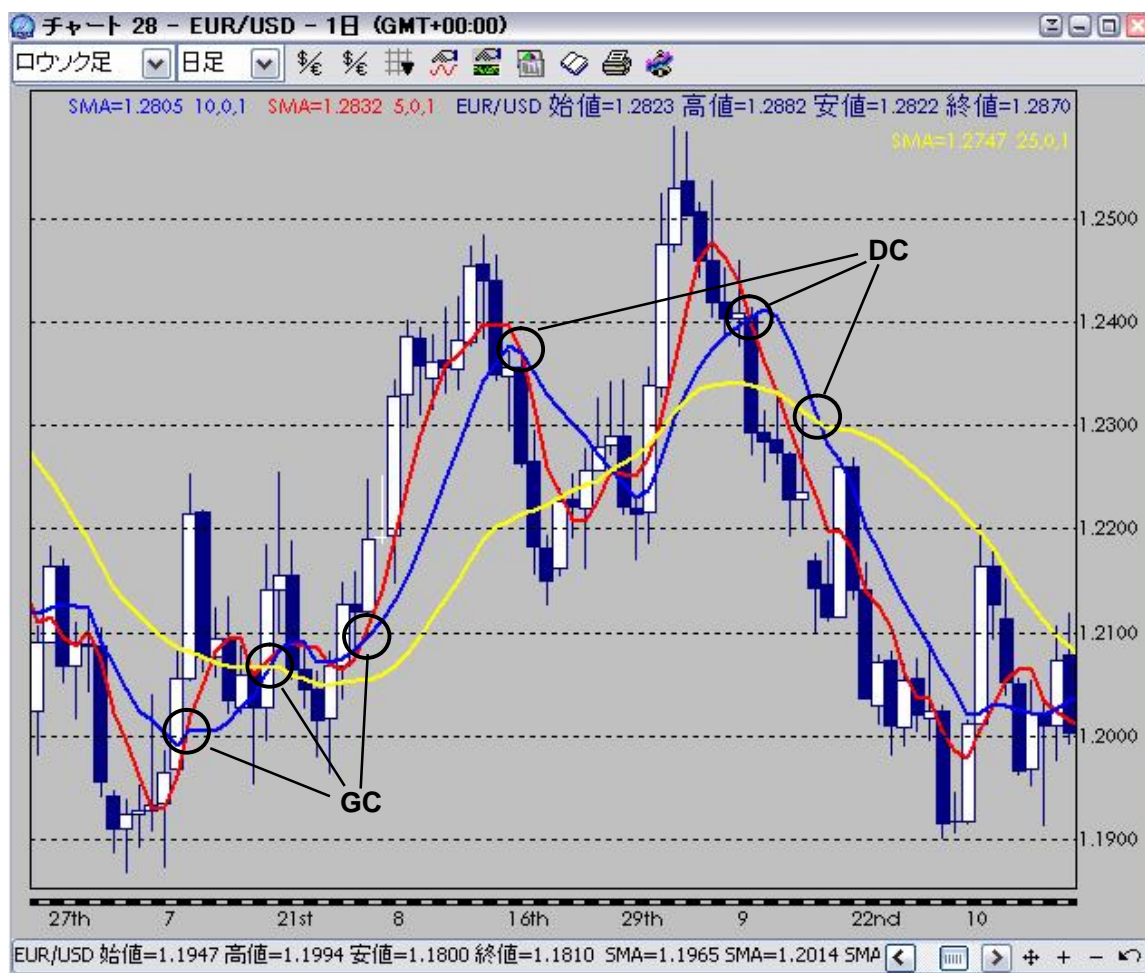 チャート 28 - EUR/USD - 1日 (GMT+00:00)
ロウソク足 日足
SMA=1.2805 10,0,1 SMA=1.2832 5,0,1 EUR/USD 始値=1.2823 高値=1.2882 安値=1.2822 終値=1.2870
SMA=1.2747 25,0,1
1.2500
DC
1.2400
1.2300
1.2200
1.2100
1.2000
GC
1.1900
27th 7 21st 8 16th 29th 9 22nd 10
EUR/USD 始値=1.1947 高値=1.1994 安値=1.1800 終値=1.1810 SMA=1.1965 SMA=1.2014 SMA